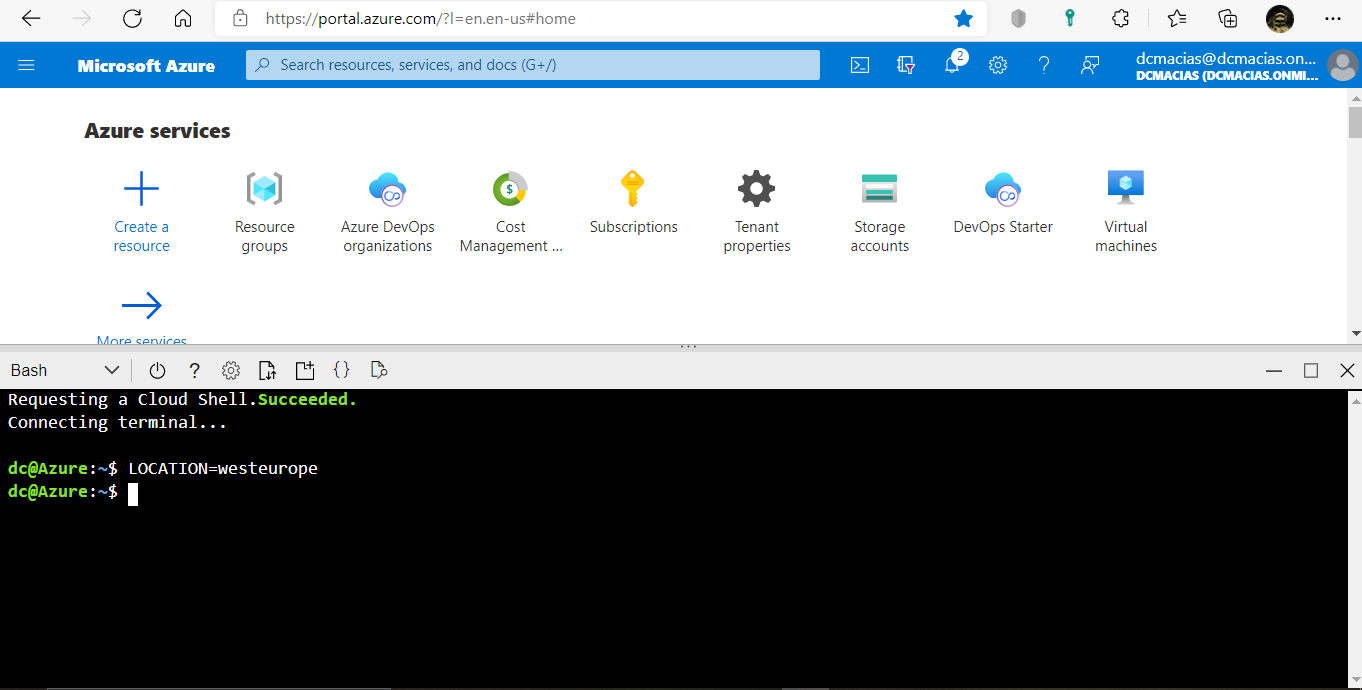 https://portal.azure.com/?l=en.en-us#home
Microsoft Azure
Search resources, services, and docs (G+/)
2
dcmacias@dcmacias.on...
DCMACIAS (DCMACIAS.ONMI...
Azure services
Create a
resource
Resource
groups
Azure DevOps
organizations
Cost
Management ...
Subscriptions
Tenant
properties
Storage
accounts
DevOps Starter
Virtual
machines
More services
Bash
Requesting a Cloud Shell.Succeeded.
Connecting terminal...
dc@Azure:~$ LOCATION=westeurope
dc@Azure:~$